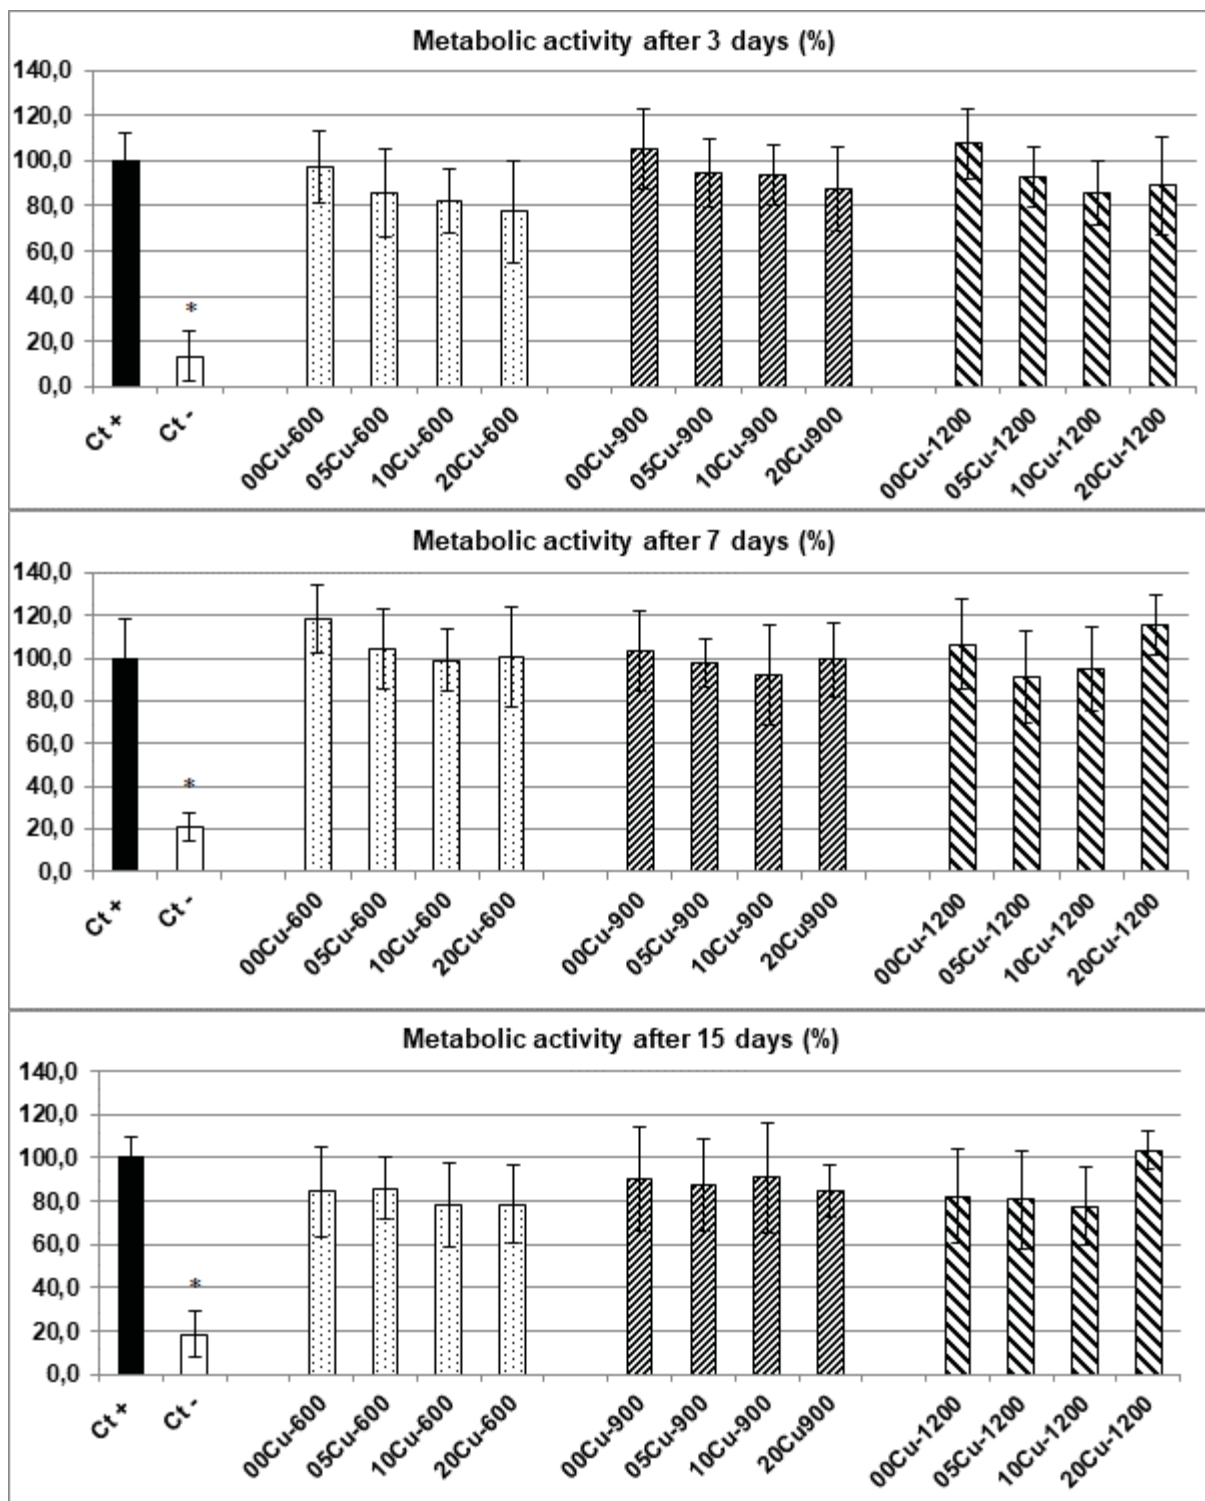 Metabolic activity after 3 days (%)
140,0
120,0
100,0
80,0
60,0
40,0
20,0
0,0
*
Ct +
Ct -
00Cu-600
05Cu-600
10Cu-600
20Cu-600
00Cu-900
05Cu-900
10Cu-900
20Cu900
00Cu-1200
05Cu-1200
10Cu-1200
20Cu-1200
Metabolic activity after 7 days (%)
140,0
120,0
100,0
80,0
60,0
40,0
20,0
0,0
*
Ct +
Ct -
00Cu-600
05Cu-600
10Cu-600
20Cu-600
00Cu-900
05Cu-900
10Cu-900
20Cu900
00Cu-1200
05Cu-1200
10Cu-1200
20Cu-1200
Metabolic activity after 15 days (%)
140,0
120,0
100,0
80,0
60,0
40,0
20,0
0,0
*
Ct +
Ct -
00Cu-600
05Cu-600
10Cu-600
20Cu-600
00Cu-900
05Cu-900
10Cu-900
20Cu900
00Cu-1200
05Cu-1200
10Cu-1200
20Cu-1200